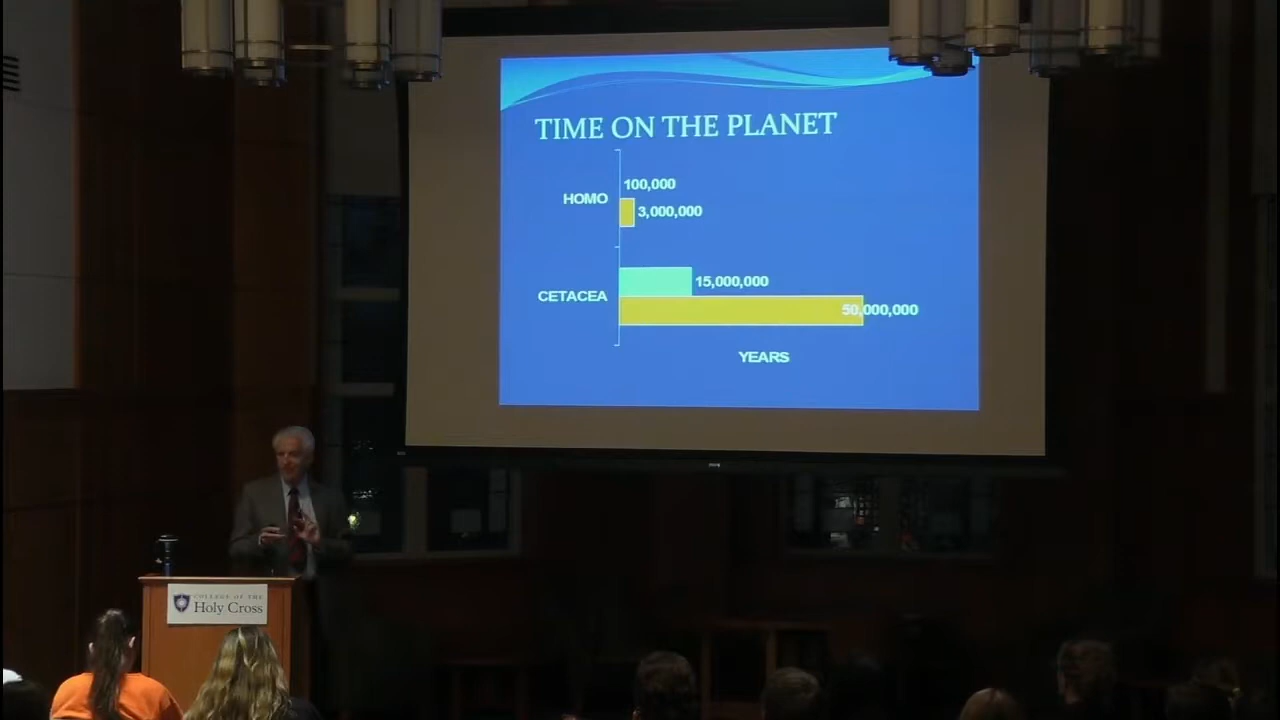 TIME ON THE PLANET
100,000
HOMO
3,000,000
15,000,000
CETACEA
50,000,000
YEARS
COLLEGE OF THE
Holy Cross